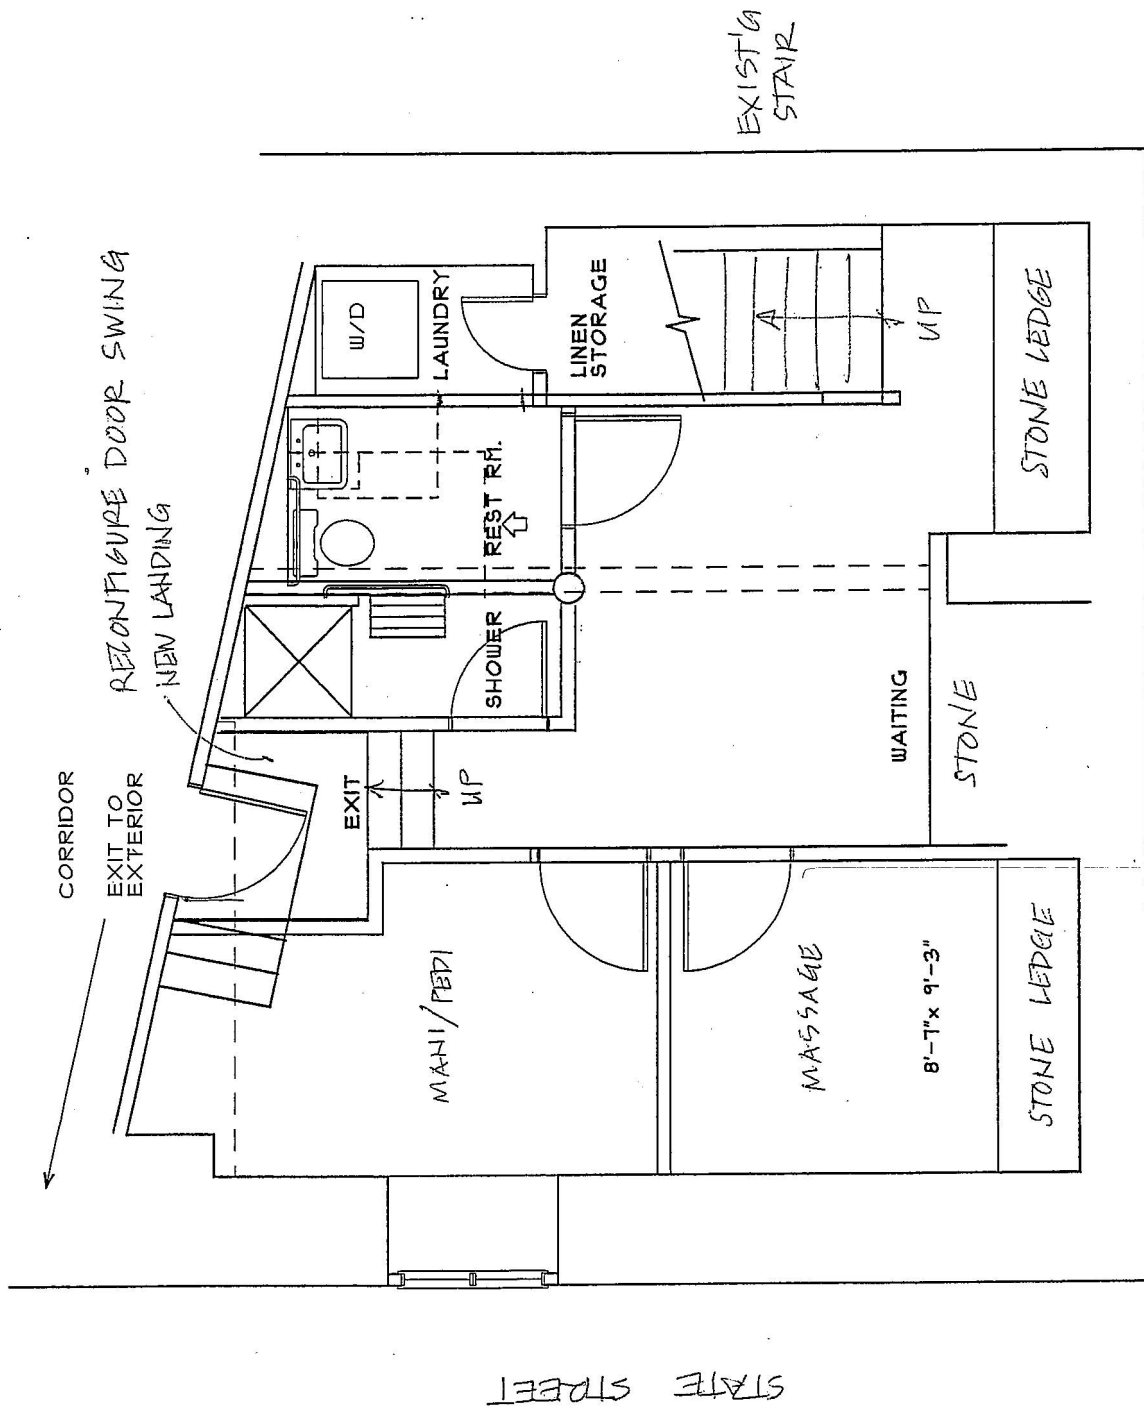 EXIST'G
STAIR
RECONFIGURE DOOR SWING
NEW LANDING
CORRIDOR
EXIT TO
EXTERIOR
W/D
LAUNDRY
LINEN
STORAGE
UP
STONE LEDGE
REST RM.
SHOWER
EXIT
UP
WAITING
STONE
MANI/PEDI
MASSAGE
8'-7"x 9'-3"
STONE LEDGE
STATE STREET